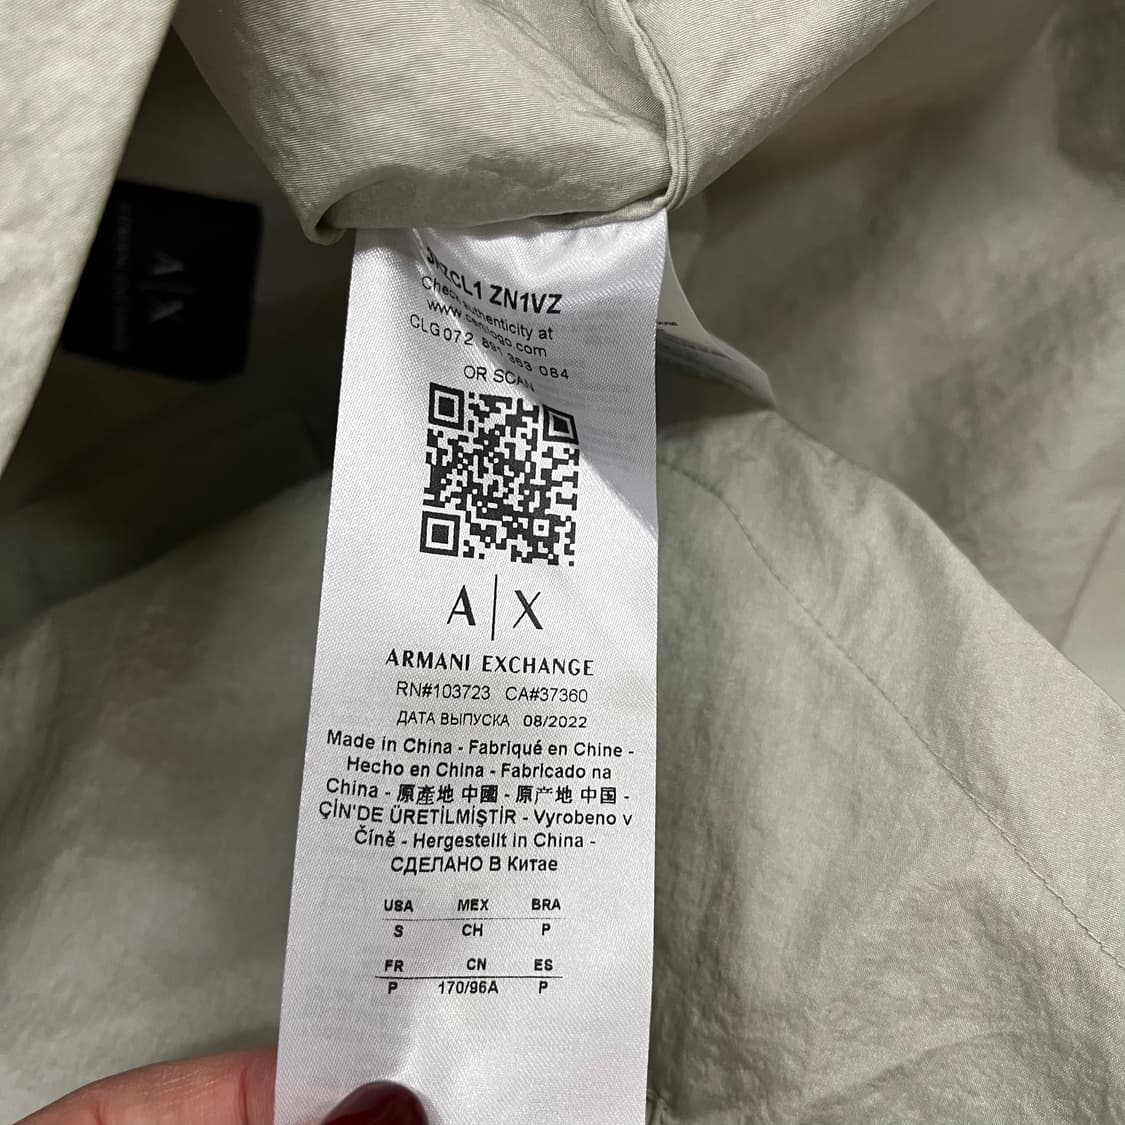 ZN1VZ
Check authenticity at
www.certilogo.com
CLG 072 891 363 084
OR SCAN
A|X
ARMANI EXCHANGE
RN#103723 CA#37360
ДАТА ВЫПУСКА 08/2022
Made in China - Fabriqué en Chine -
Hecho en China - Fabricado na
China - 原產地 中國 - 原产地 中国 -
ÇİN'DE ÜRETİLMİŞTİR - Vyrobeno v
Číně - Hergestellt in China -
СДЕЛАНО В Китае
USA MEX BRA
S CH P
FR CN ES
P 170/96A P
A|X